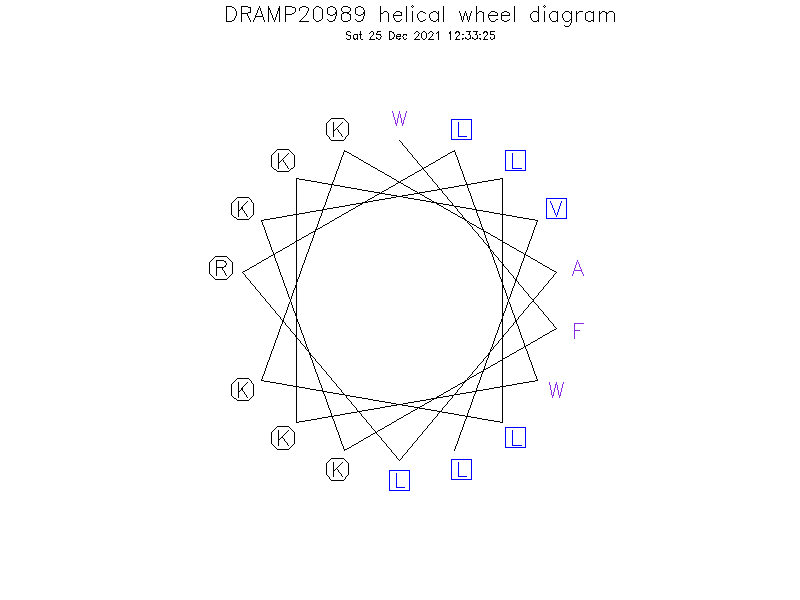 DRAMP20989 helical wheel diagram
Sat 25 Dec 2021 12:33:25
W
K L
K L
K V
R A
F
K W
K L
K L
L